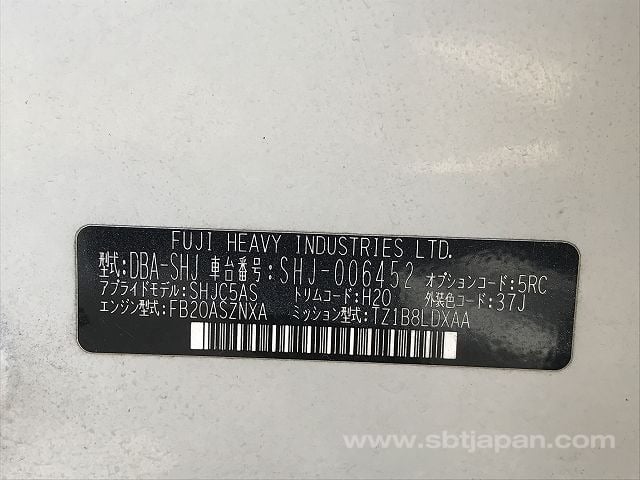 FUJI HEAVY INDUSTRIES LTD.
型式:DBA-SHJ 車台番号:SHJ-006452 オプションコード:5RC
アプライドモデル:SHJC5AS トリムコード:H20 外装色コード:37J
エンジン型式:FB20ASZNXA ミッション型式:TZ1B8LDXAA
www.sbtjapan.com